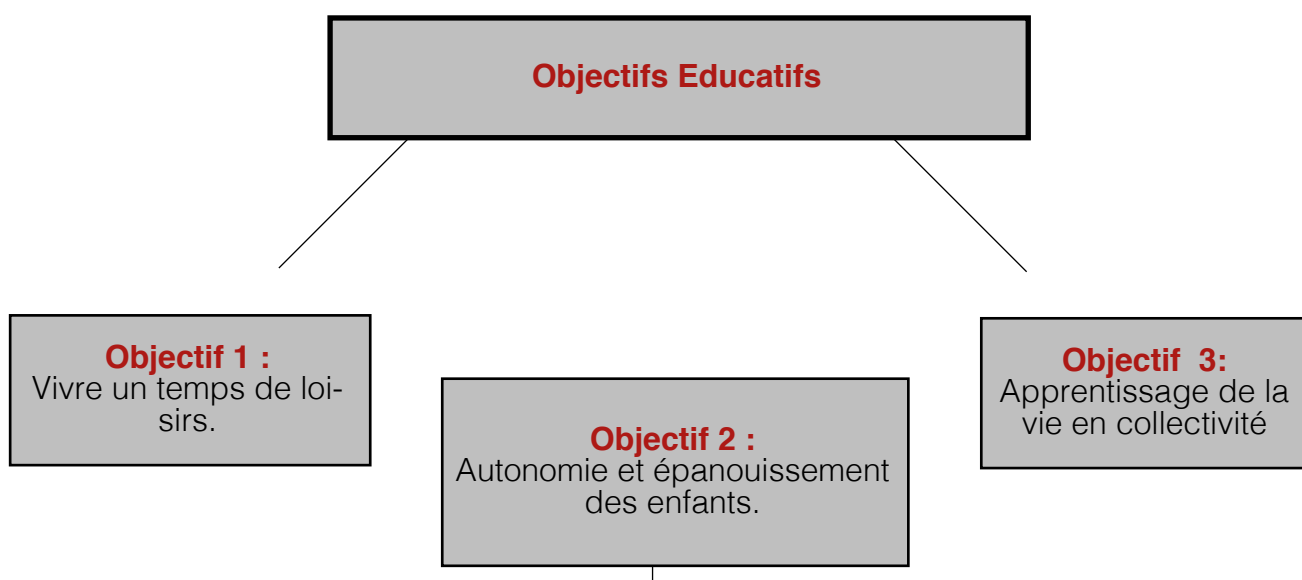 Objectifs Educatifs
Objectif 1 :
Vivre un temps de loi-
sirs.
Objectif 2 :
Autonomie et épanouissement
des enfants.
Objectif  3:
Apprentissage de la
vie en collectivité